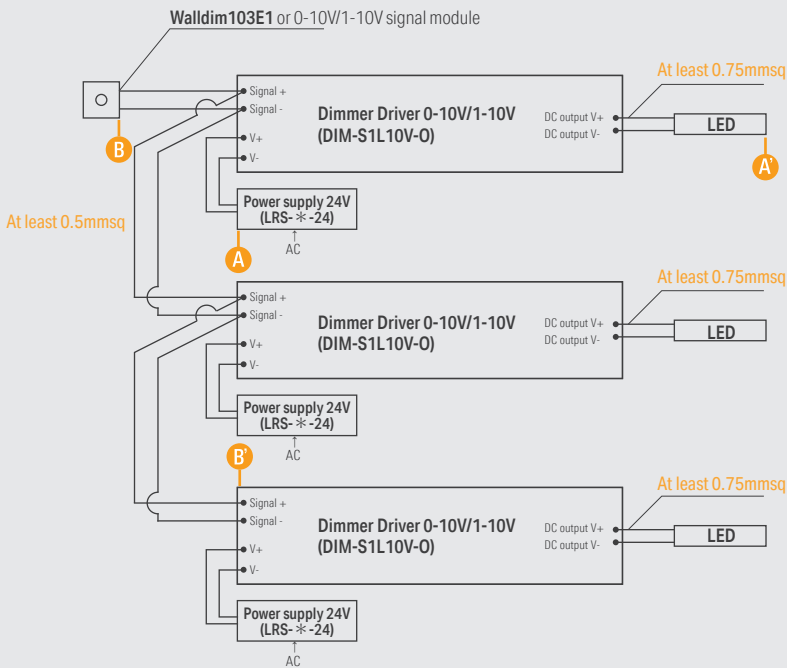 Walldim103E1 or 0-10V/1-10V signal module
At least 0.75mmsq
Signal +
Signal -
V+
V-
Dimmer Driver 0-10V/1-10V
(DIM-S1L10V-O)
DC output V+
DC output V-
LED
B
A'
At least 0.5mmsq
Power supply 24V
(LRS-＊-24)
↑
AC
A
At least 0.75mmsq
Signal +
Signal -
V+
V-
Dimmer Driver 0-10V/1-10V
(DIM-S1L10V-O)
DC output V+
DC output V-
LED
Power supply 24V
(LRS-＊-24)
↑
AC
B'
At least 0.75mmsq
Signal +
Signal -
V+
V-
Dimmer Driver 0-10V/1-10V
(DIM-S1L10V-O)
DC output V+
DC output V-
LED
Power supply 24V
(LRS-＊-24)
↑
AC